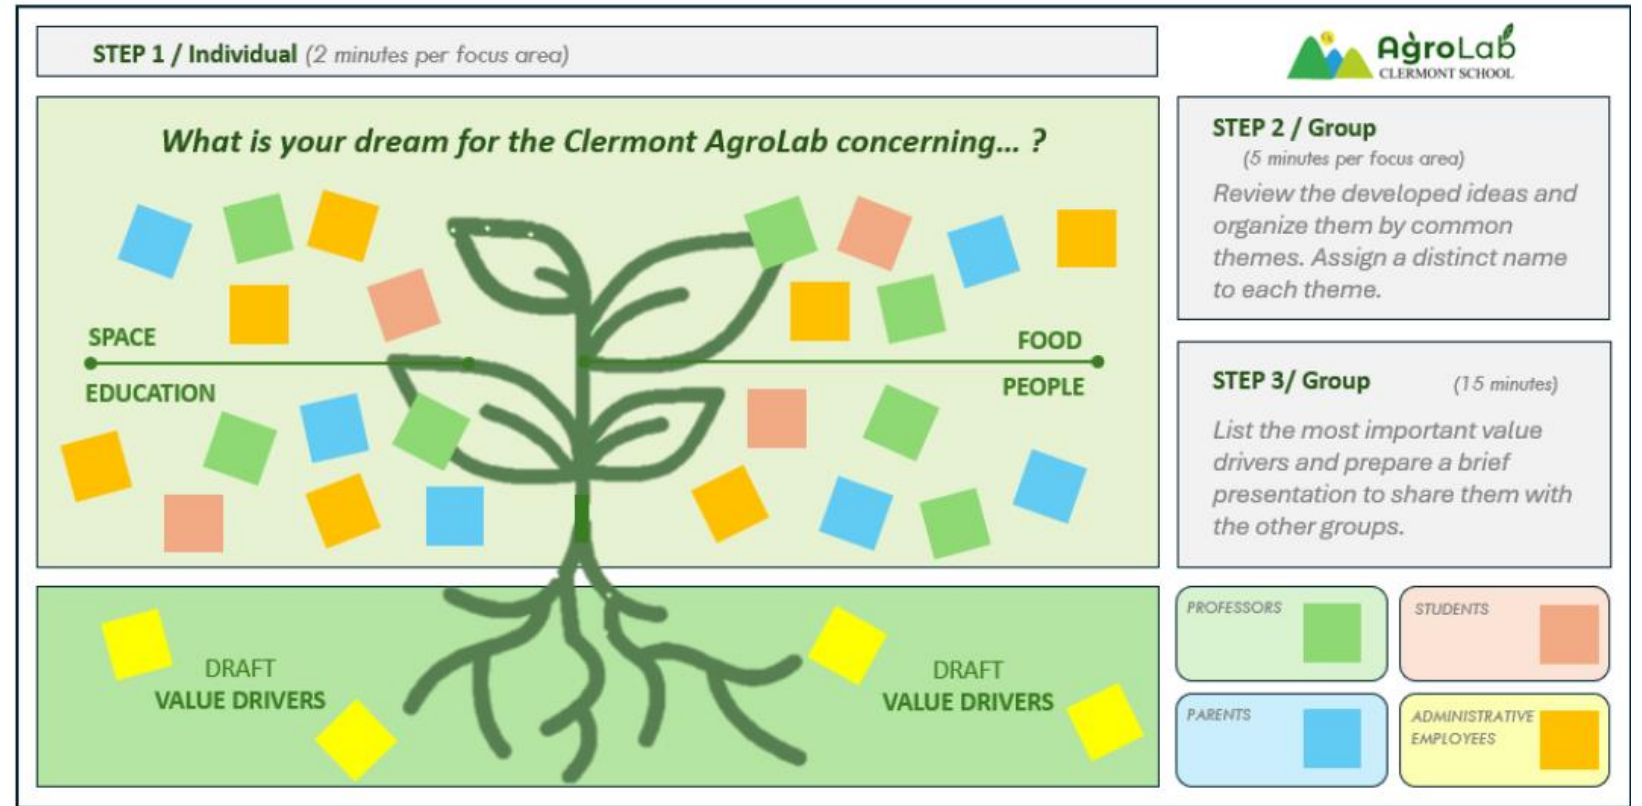 STEP 1 / Individual (2 minutes per focus area)
AgroLab
CLERMONT SCHOOL
What is your dream for the Clermont AgroLab concerning... ?
SPACE
EDUCATION
FOOD
PEOPLE
DRAFT
VALUE DRIVERS
DRAFT
VALUE DRIVERS
STEP 2 / Group
(5 minutes per focus area)
Review the developed ideas and
organize them by common
themes. Assign a distinct name
to each theme.
STEP 3/ Group (15 minutes)
List the most important value
drivers and prepare a brief
presentation to share them with
the other groups.
PROFESSORS
STUDENTS
PARENTS
ADMINISTRATIVE
EMPLOYEES